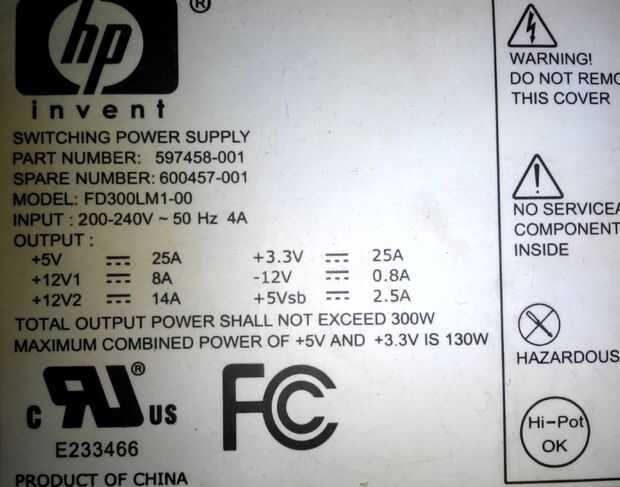 hp ®
invent
SWITCHING POWER SUPPLY
PART NUMBER: 597458-001
SPARE NUMBER: 600457-001
MODEL: FD300LM1-00
INPUT : 200-240V ~ 50 Hz 4A
OUTPUT :
+5V 25A +3.3V 25A
+12V1 8A -12V 0.8A
+12V2 14A +5Vsb 2.5A
TOTAL OUTPUT POWER SHALL NOT EXCEED 300W
MAXIMUM COMBINED POWER OF +5V AND +3.3V IS 130W
c RU ® US
E233466
FC
PRODUCT OF CHINA
WARNING!
DO NOT REMO
THIS COVER
NO SERVICEA
COMPONENT
INSIDE
HAZARDOUS
Hi-Pot
OK